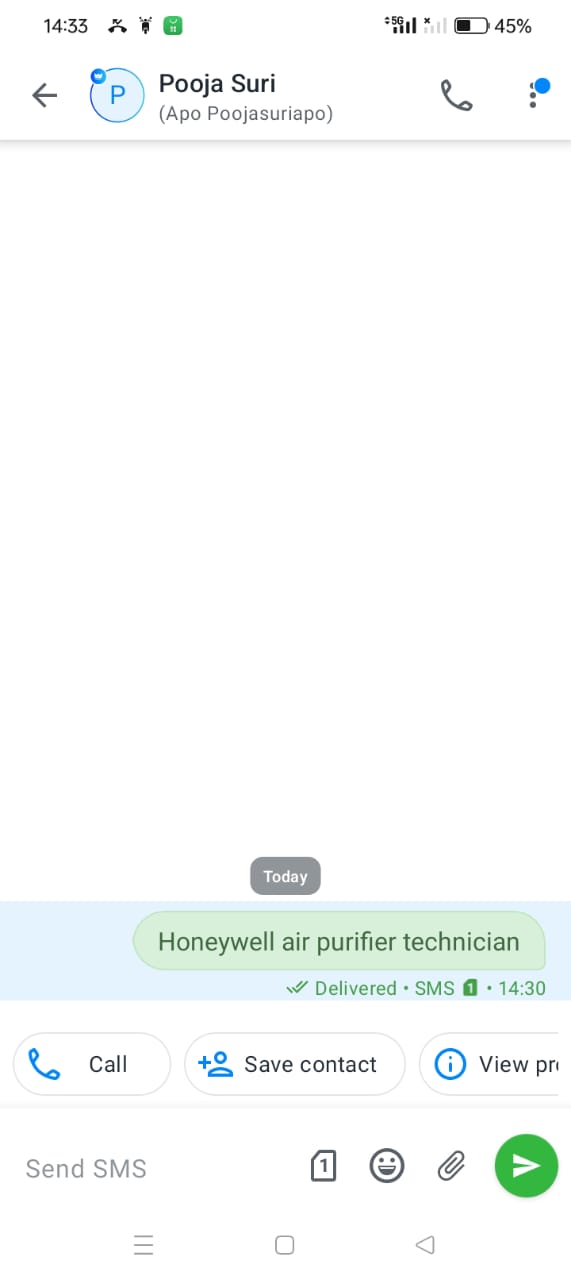 14:33
5G
45%
P
Pooja Suri
(Apo Poojasuriapo)
Today
Honeywell air purifier technician
Delivered • SMS 1 • 14:30
Call
Save contact
View pr
Send SMS
1